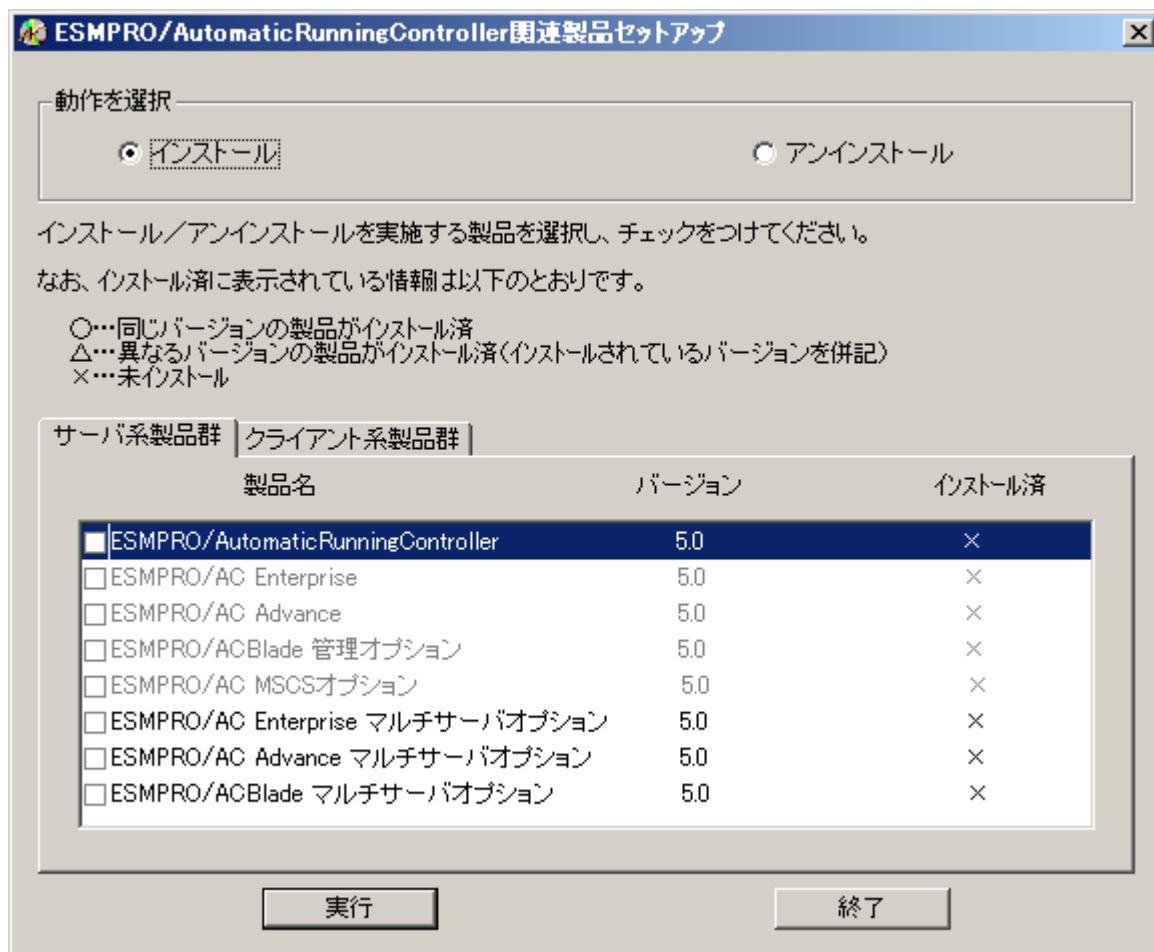 ESMPRO/AutomaticRunningController関連製品セットアップ
動作を選択
インストール アンインストール
インストール／アンインストールを実施する製品を選択し、チェックをつけてください。
なお、インストール済に表示されている情報は以下のとおりです。
○…同じバージョンの製品がインストール済
△…異なるバージョンの製品がインストール済（インストールされているバージョンを併記）
×…未インストール
サーバ系製品群 クライアント系製品群
製品名 バージョン インストール済
ESMPRO/AutomaticRunningController 5.0 ×
ESMPRO/AC Enterprise 5.0 ×
ESMPRO/AC Advance 5.0 ×
ESMPRO/ACBlade 管理オプション 5.0 ×
ESMPRO/AC MSCSオプション 5.0 ×
ESMPRO/AC Enterprise マルチサーバオプション 5.0 ×
ESMPRO/AC Advance マルチサーバオプション 5.0 ×
ESMPRO/ACBlade マルチサーバオプション 5.0 ×
実行 終了